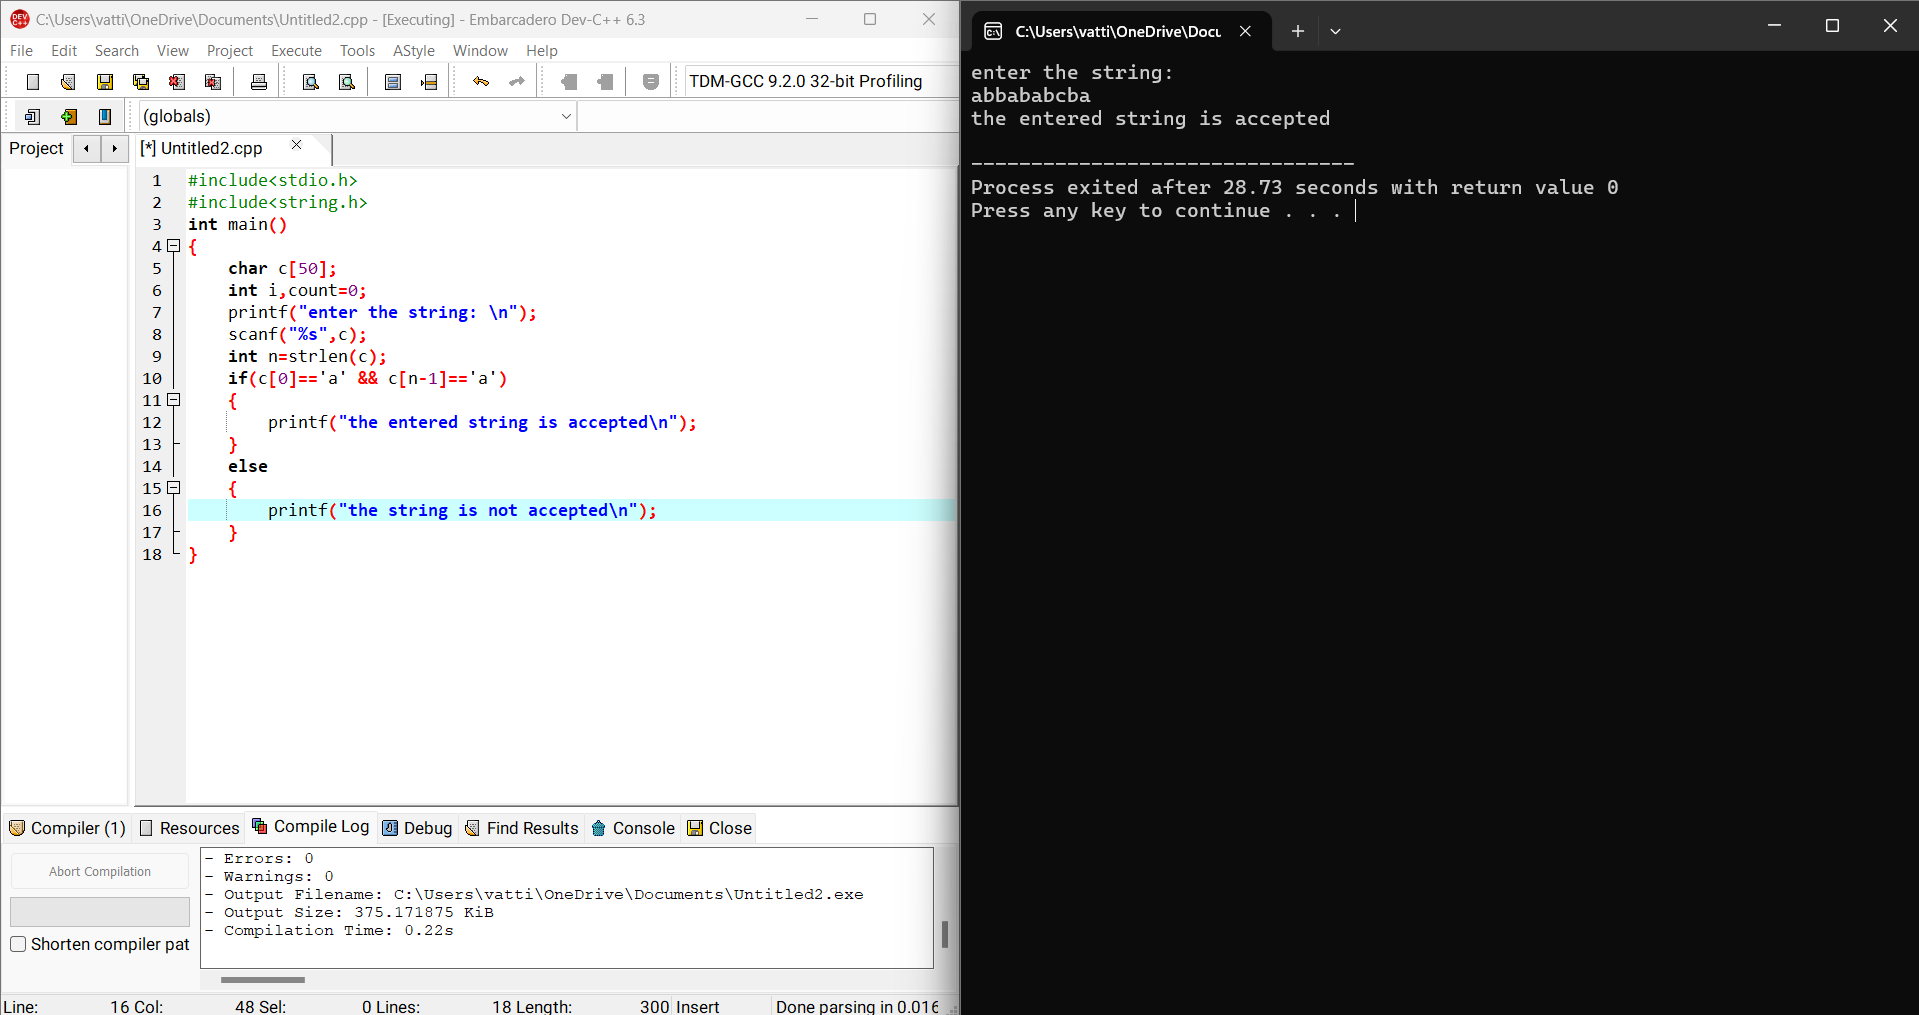 C:\Users\vatti\OneDrive\Documents\Untitled2.cpp - [Executing] - Embarcadero Dev-C++ 6.3
File Edit Search View Project Execute Tools AStyle Window Help
TDM-GCC 9.2.0 32-bit Profiling
(globals)
Project
[*] Untitled2.cpp
1 #include<stdio.h>
2 #include<string.h>
3 int main()
4 {
5 char c[50];
6 int i,count=0;
7 printf("enter the string: \n");
8 scanf("%s",c);
9 int n=strlen(c);
10 if(c[0]=='a' && c[n-1]=='a')
11 {
12 printf("the entered string is accepted\n");
13 }
14 else
15 {
16 printf("the string is not accepted\n");
17 }
18 }
Compiler (1) Resources Compile Log Debug Find Results Console Close
Abort Compilation
Shorten compiler pat
- Errors: 0
- Warnings: 0
- Output Filename: C:\Users\vatti\OneDrive\Documents\Untitled2.exe
- Output Size: 375.171875 KiB
- Compilation Time: 0.22s
Line: 16 Col: 48 Sel: 0 Lines: 18 Length: 300 Insert Done parsing in 0.016
C:\Users\vatti\OneDrive\Docu
enter the string:
abbababcba
the entered string is accepted
--------------------------------
Process exited after 28.73 seconds with return value 0
Press any key to continue . . .